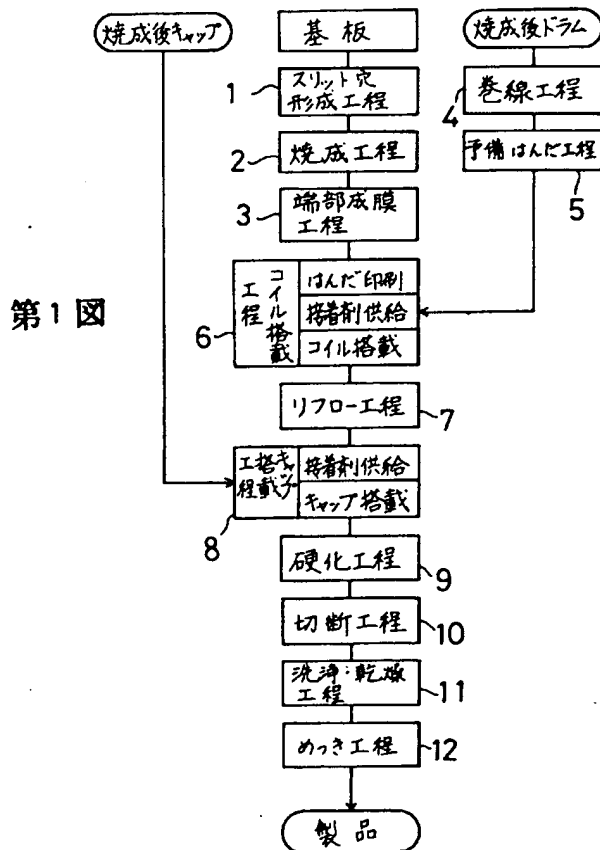 焼成後キャップ
基板
焼成後ドラム
1
スリット穴
形成工程
4
巻線工程
2
焼成工程
予備はんだ工程
5
3
端部成膜
工程
第1図
6
コイル搭載
工程
はんだ印刷
接着剤供給
コイル搭載
リフロー工程
7
8
キャップ
搭載
工程
接着剤供給
キャップ搭載
硬化工程
9
切断工程
10
洗浄・乾燥
工程
11
めっき工程
12
製品